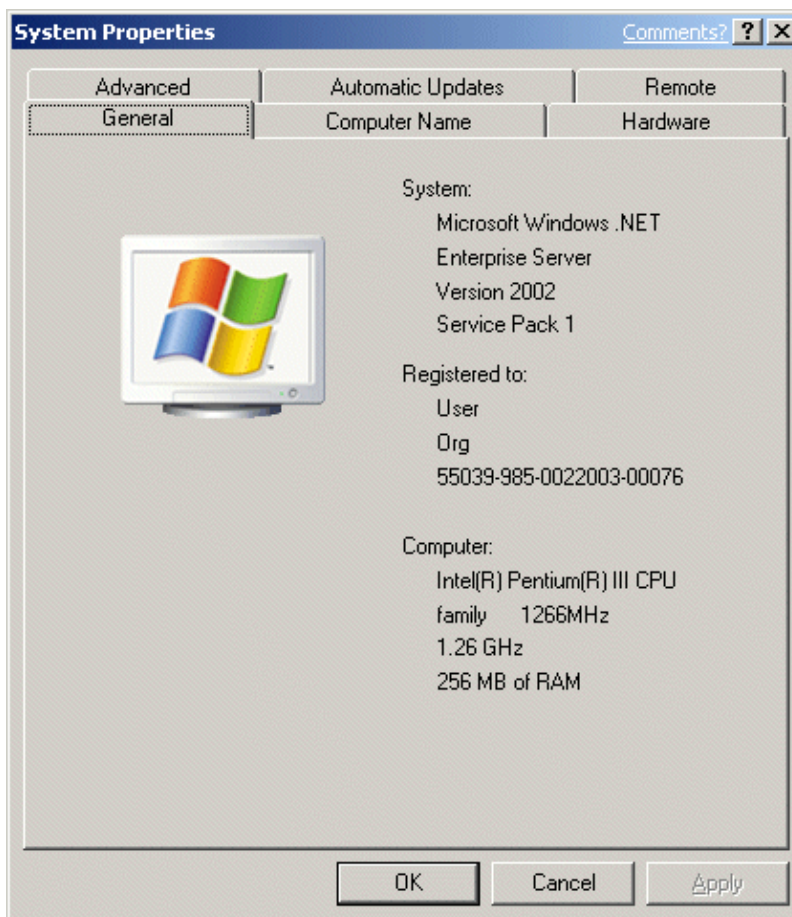 System Properties Comments? ? X
Advanced Automatic Updates Remote
General Computer Name Hardware
System:
Microsoft Windows .NET
Enterprise Server
Version 2002
Service Pack 1
Registered to:
User
Org
55039-985-0022003-00076
Computer:
Intel(R) Pentium(R) III CPU
family 1266MHz
1.26 GHz
256 MB of RAM
OK Cancel Apply